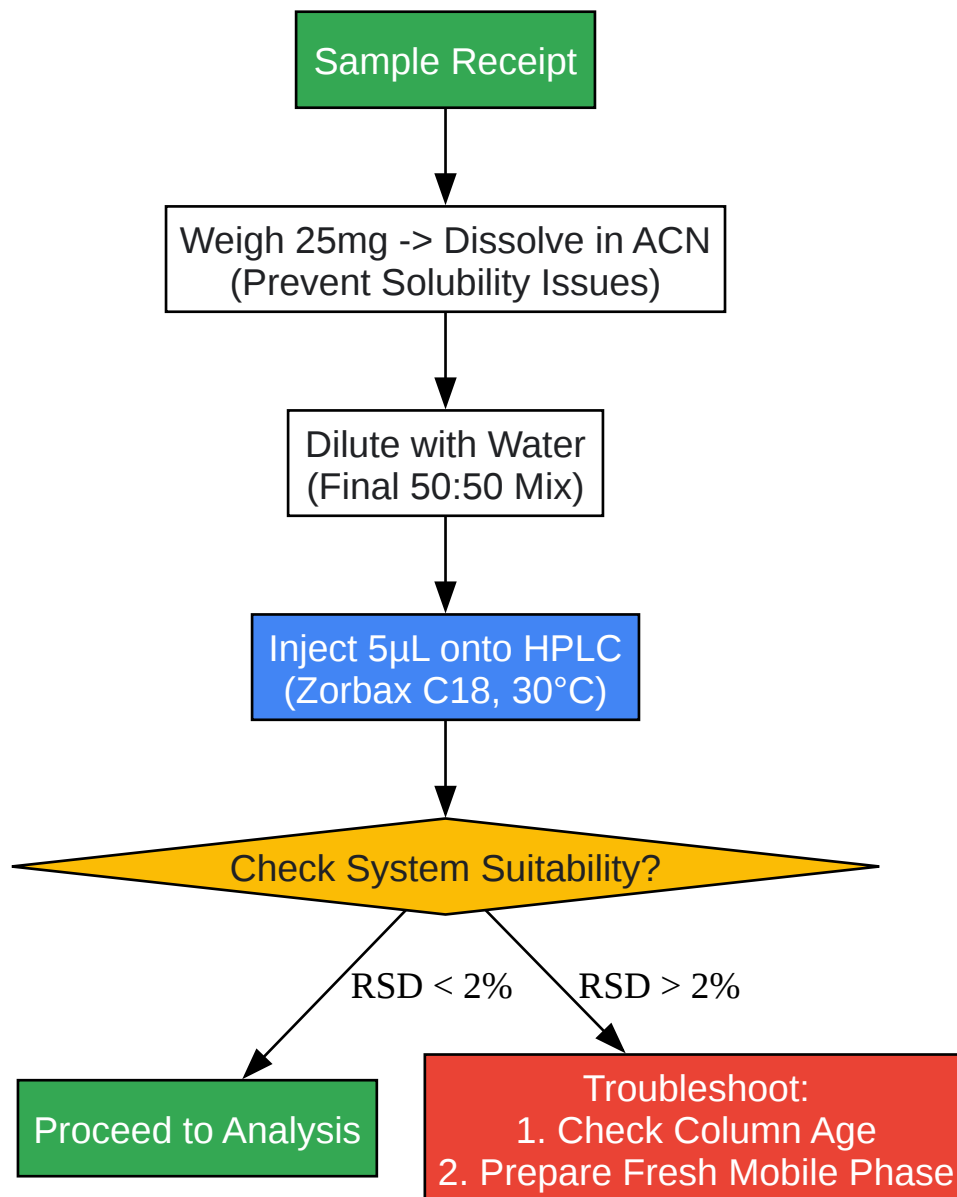 Sample Receipt
Weigh 25mg -> Dissolve in ACN
(Prevent Solubility Issues)
Dilute with Water
(Final 50:50 Mix)
Inject 5µL onto HPLC
(Zorbax C18, 30°C)
Check System Suitability?
RSD < 2%
RSD > 2%
Proceed to Analysis
Troubleshoot:
1. Check Column Age
2. Prepare Fresh Mobile Phase